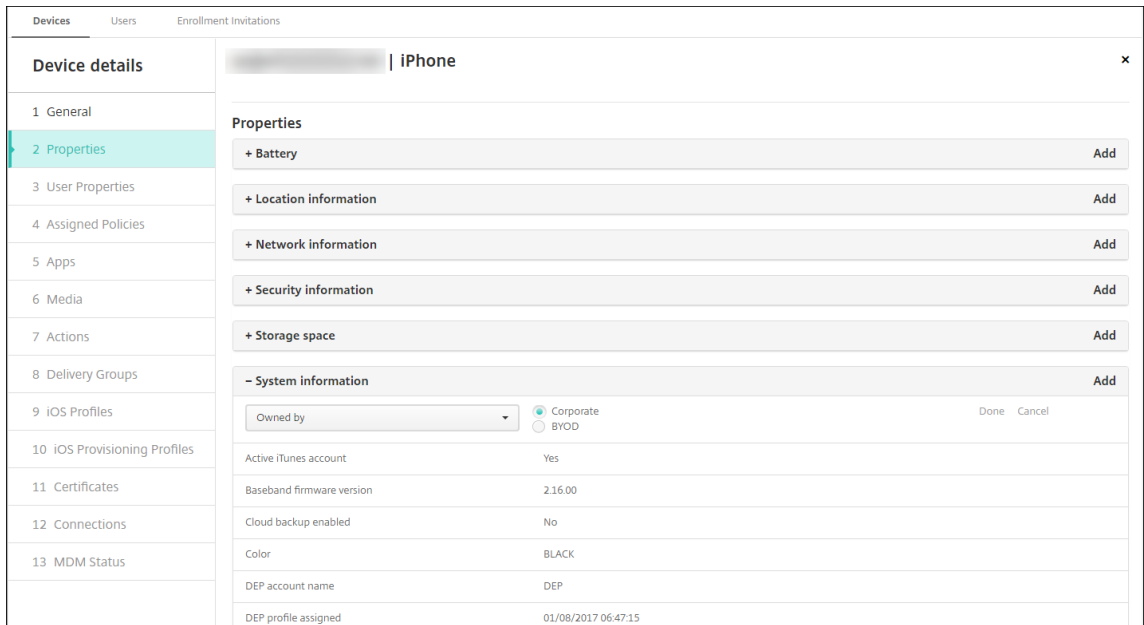 Devices Users Enrollment Invitations
Device details
| iPhone
×
1 General
2 Properties
3 User Properties
4 Assigned Policies
5 Apps
6 Media
7 Actions
8 Delivery Groups
9 iOS Profiles
10 iOS Provisioning Profiles
11 Certificates
12 Connections
13 MDM Status
Properties
+ Battery Add
+ Location information Add
+ Network information Add
+ Security information Add
+ Storage space Add
− System information Add
Owned by
Corporate
BYOD
Done Cancel
Active iTunes account Yes
Baseband firmware version 2.16.00
Cloud backup enabled No
Color BLACK
DEP account name DEP
DEP profile assigned 01/08/2017 06:47:15